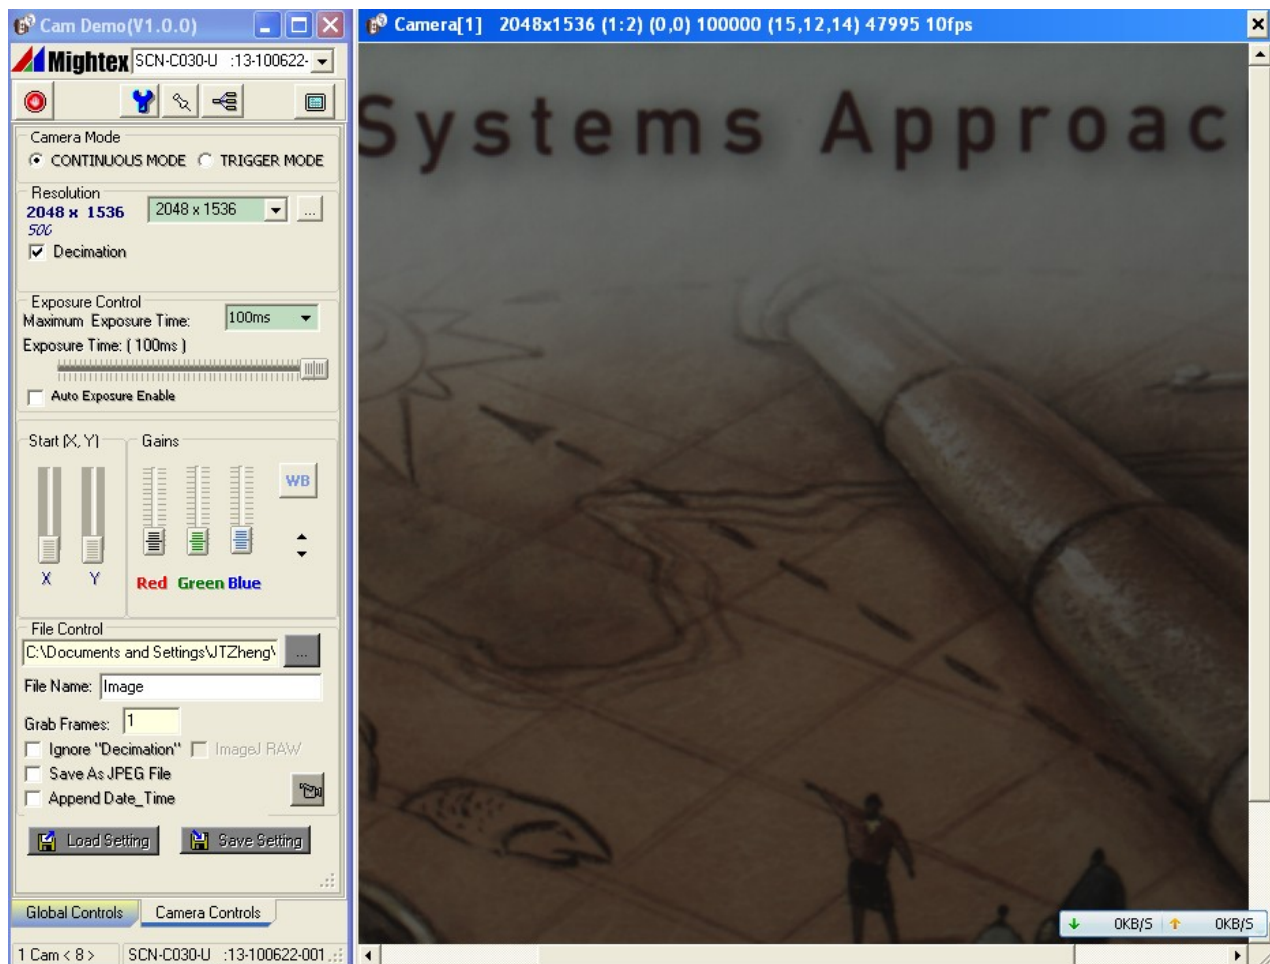 Cam Demo(V1.0.0)
Mightex SCN-C030-U :13-100622-
Camera Mode
CONTINUOUS MODE TRIGGER MODE
Resolution
2048 x 1536 2048 x 1536 ...
Decimation
Exposure Control
Maximum Exposure Time: 100ms
Exposure Time: ( 100ms )
Auto Exposure Enable
Start (X, Y) Gains
WB
X Y Red Green Blue
File Control
C:\Documents and Settings\JTZheng\ ...
File Name: Image
Grab Frames: 1
Ignore "Decimation" ImageJ RAW
Save As JPEG File
Append Date_Time
Load Setting Save Setting
Global Controls Camera Controls
1 Cam < 8 > SCN-C030-U :13-100622-001
Camera[1] 2048x1536 (1:2) (0,0) 100000 (15,12,14) 47995 10fps
Systems Approac
0KB/S 0KB/S